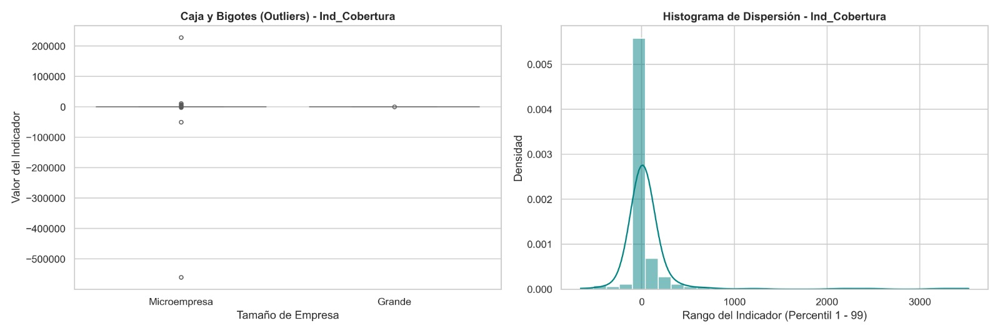 Caja y Bigotes (Outliers) - Ind_Cobertura
200000
100000
0
−100000
−200000
−300000
−400000
−500000
Valor del Indicador
Microempresa
Grande
Tamaño de Empresa
Histograma de Dispersión - Ind_Cobertura
0.005
0.004
0.003
0.002
0.001
0.000
Densidad
0
1000
2000
3000
Rango del Indicador (Percentil 1 - 99)